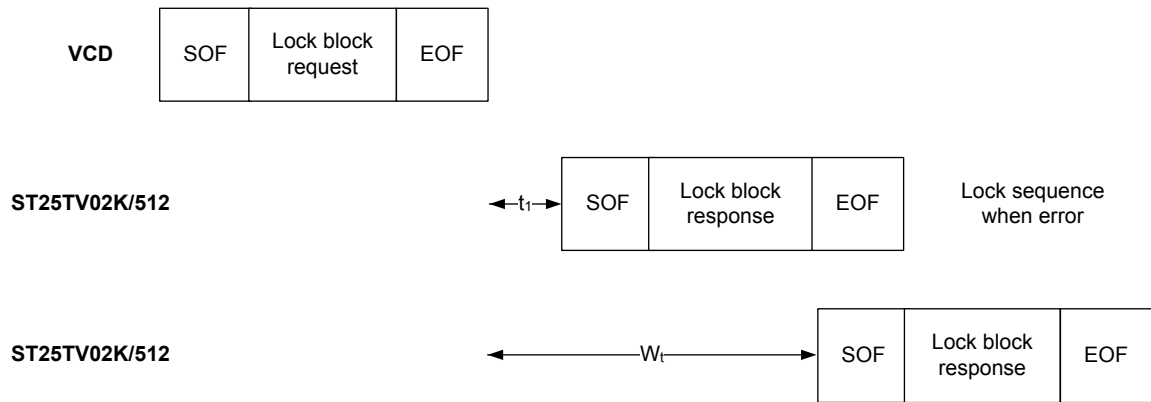 VCD
SOF
Lock block
request
EOF
ST25TV02K/512
t1
SOF
Lock block
response
EOF
Lock sequence
when error
ST25TV02K/512
Wt
SOF
Lock block
response
EOF